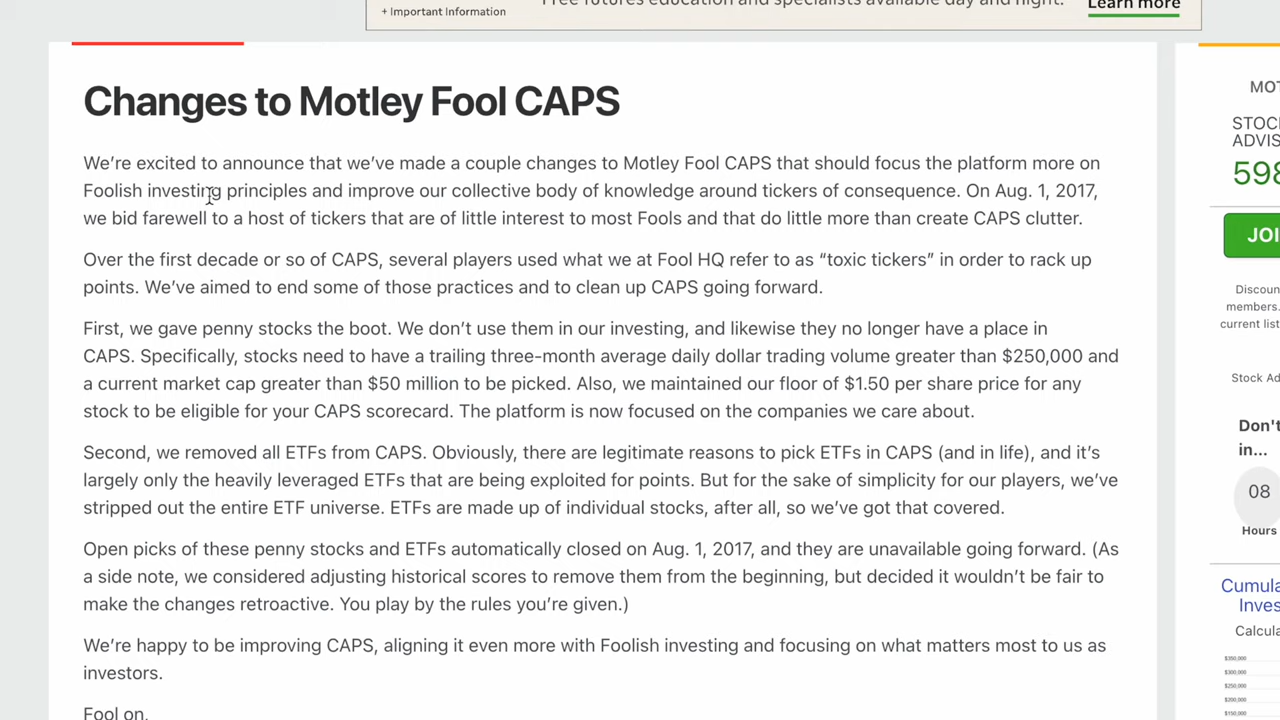 + Important Information
Free futures education and specialists available day and night.
Learn more
Changes to Motley Fool CAPS
We're excited to announce that we've made a couple changes to Motley Fool CAPS that should focus the platform more on
Foolish investing principles and improve our collective body of knowledge around tickers of consequence. On Aug. 1, 2017,
we bid farewell to a host of tickers that are of little interest to most Fools and that do little more than create CAPS clutter.
Over the first decade or so of CAPS, several players used what we at Fool HQ refer to as “toxic tickers” in order to rack up
points. We've aimed to end some of those practices and to clean up CAPS going forward.
First, we gave penny stocks the boot. We don't use them in our investing, and likewise they no longer have a place in
CAPS. Specifically, stocks need to have a trailing three-month average daily dollar trading volume greater than $250,000 and
a current market cap greater than $50 million to be picked. Also, we maintained our floor of $1.50 per share price for any
stock to be eligible for your CAPS scorecard. The platform is now focused on the companies we care about.
Second, we removed all ETFs from CAPS. Obviously, there are legitimate reasons to pick ETFs in CAPS (and in life), and it's
largely only the heavily leveraged ETFs that are being exploited for points. But for the sake of simplicity for our players, we've
stripped out the entire ETF universe. ETFs are made up of individual stocks, after all, so we've got that covered.
Open picks of these penny stocks and ETFs automatically closed on Aug. 1, 2017, and they are unavailable going forward. (As
a side note, we considered adjusting historical scores to remove them from the beginning, but decided it wouldn't be fair to
make the changes retroactive. You play by the rules you're given.)
We're happy to be improving CAPS, aligning it even more with Foolish investing and focusing on what matters most to us as
investors.
Fool on,
MOT
STOC
ADVIS
598
JOI
Discoun
members.
current list
Stock Ad
Don't
in...
08
Hours
Cumula
Inves
Calcula
$350,000
$300,000
$250,000
$200,000
$150,000